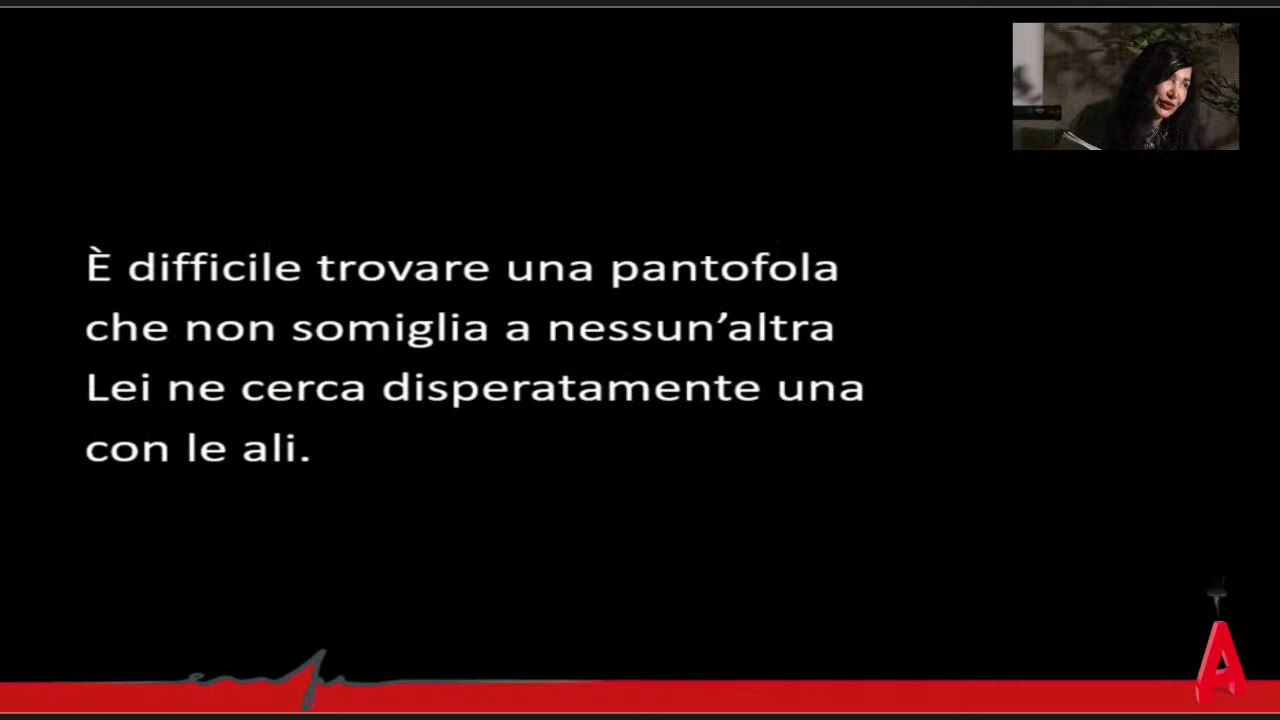 È difficile trovare una pantofola
che non somiglia a nessun’altra
Lei ne cerca disperatamente una
con le ali.
A